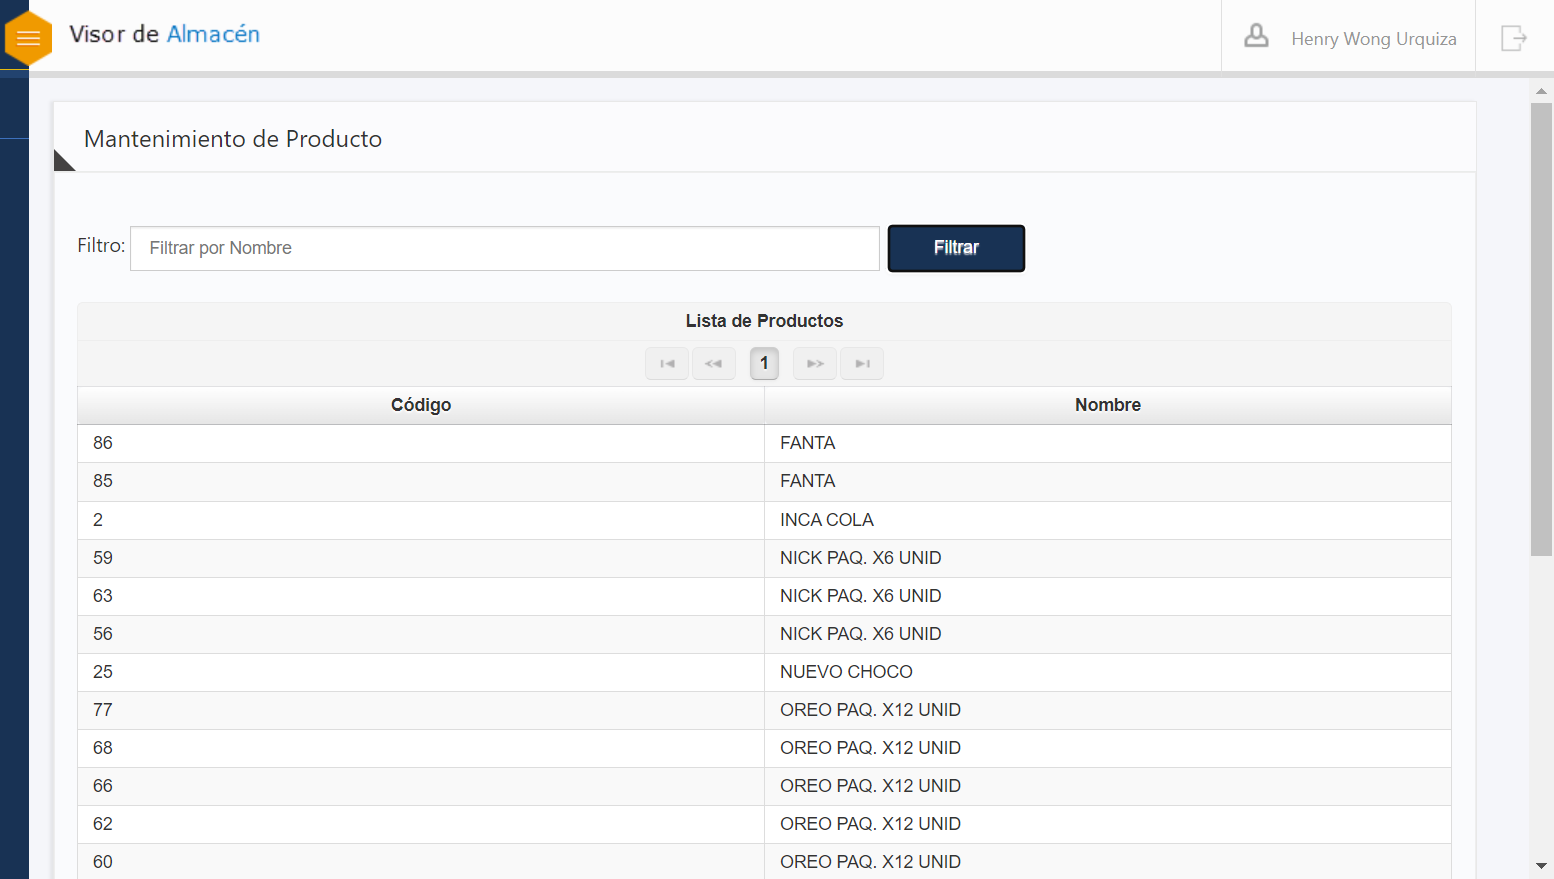 Visor de Almacén
Henry Wong Urquiza
Mantenimiento de Producto
Filtro: Filtrar por Nombre Filtrar
Lista de Productos
1
Código Nombre
86 FANTA
85 FANTA
2 INCA COLA
59 NICK PAQ. X6 UNID
63 NICK PAQ. X6 UNID
56 NICK PAQ. X6 UNID
25 NUEVO CHOCO
77 OREO PAQ. X12 UNID
68 OREO PAQ. X12 UNID
66 OREO PAQ. X12 UNID
62 OREO PAQ. X12 UNID
60 OREO PAQ. X12 UNID